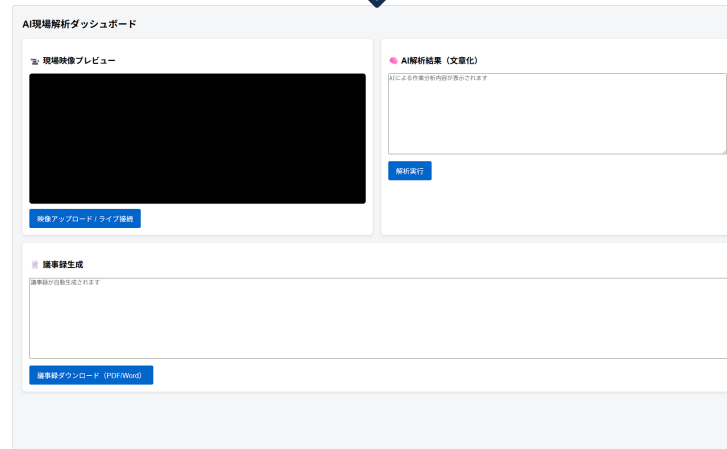 AI現場解析ダッシュボード
現場映像プレビュー
映像アップロード / ライブ接続
AI解析結果（文章化）
AIによる作業分析内容が表示されます
解析実行
議事録生成
議事録が自動生成されます
議事録ダウンロード（PDF/Word）